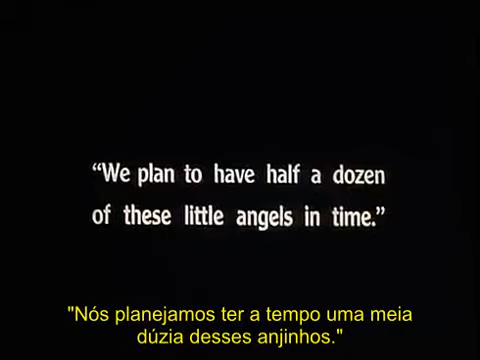 “We plan to have half a dozen
of these little angels in time.”
"Nós planejamos ter a tempo uma meia
dúzia desses anjinhos."